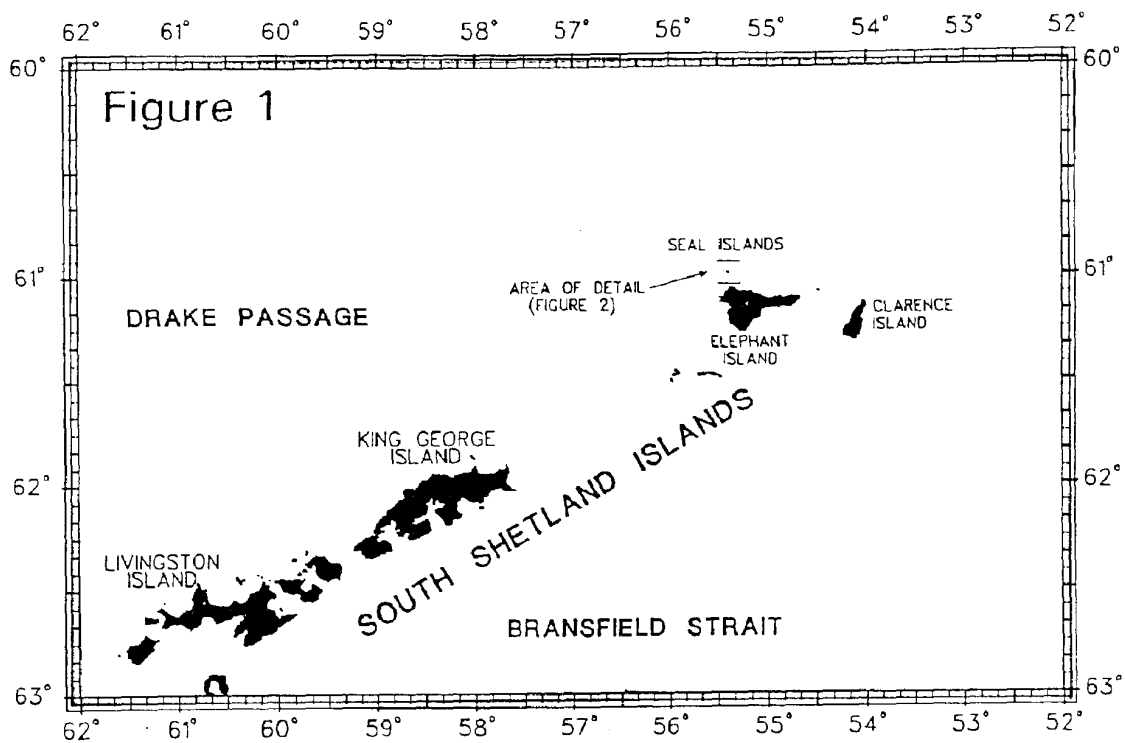 62° 61° 60° 59° 58° 57° 56° 55° 54° 53° 52°
60° 60°
Figure 1
SEAL ISLANDS
61° 61°
AREA OF DETAIL
(FIGURE 2)
DRAKE PASSAGE
CLARENCE
ISLAND
ELEPHANT
ISLAND
KING GEORGE
ISLAND
62° 62°
SOUTH SHETLAND ISLANDS
LIVINGSTON
ISLAND
BRANSFIELD STRAIT
63° 63°
62° 61° 60° 59° 58° 57° 56° 55° 54° 53° 52°